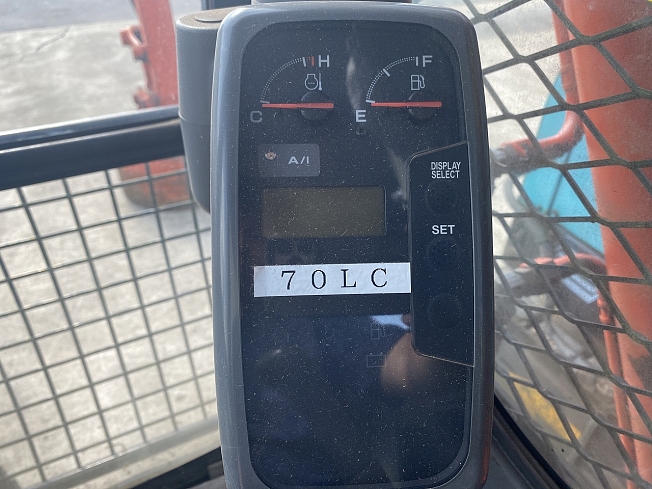 H F
C E
A/I
DISPLAY
SELECT
SET
70LC